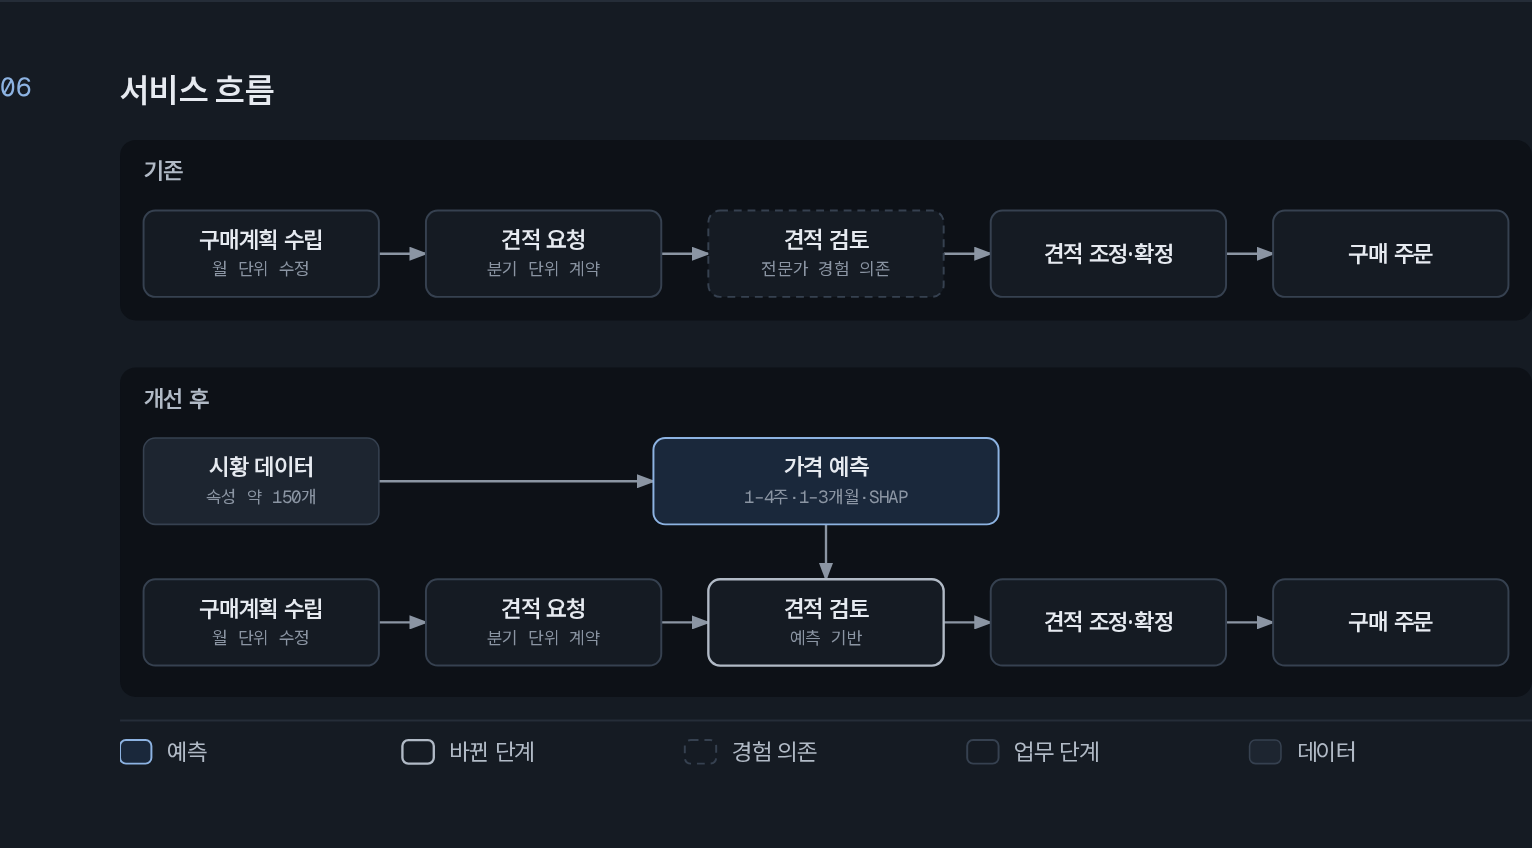 06
서비스 흐름
기존
구매계획 수립
월 단위 수정
견적 요청
분기 단위 계약
견적 검토
전문가 경험 의존
견적 조정·확정
구매 주문
개선 후
시황 데이터
속성 약 150개
가격 예측
1-4주·1-3개월·SHAP
구매계획 수립
월 단위 수정
견적 요청
분기 단위 계약
견적 검토
예측 기반
견적 조정·확정
구매 주문
예측
바뀐 단계
경험 의존
업무 단계
데이터